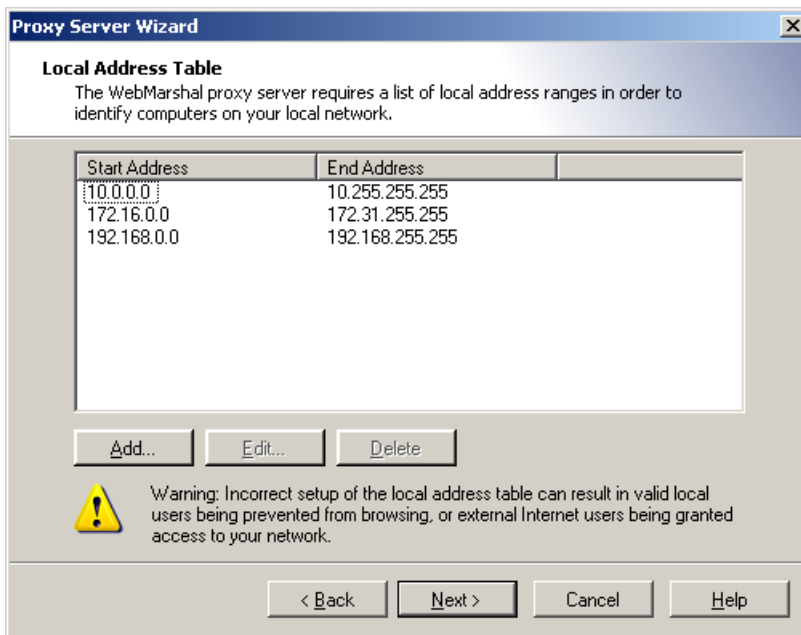 Proxy Server Wizard
Local Address Table
The WebMarshal proxy server requires a list of local address ranges in order to
identify computers on your local network.
Start Address End Address
10.0.0.0 10.255.255.255
172.16.0.0 172.31.255.255
192.168.0.0 192.168.255.255
Add... Edit... Delete
Warning: Incorrect setup of the local address table can result in valid local
users being prevented from browsing, or external Internet users being granted
access to your network.
< Back Next > Cancel Help